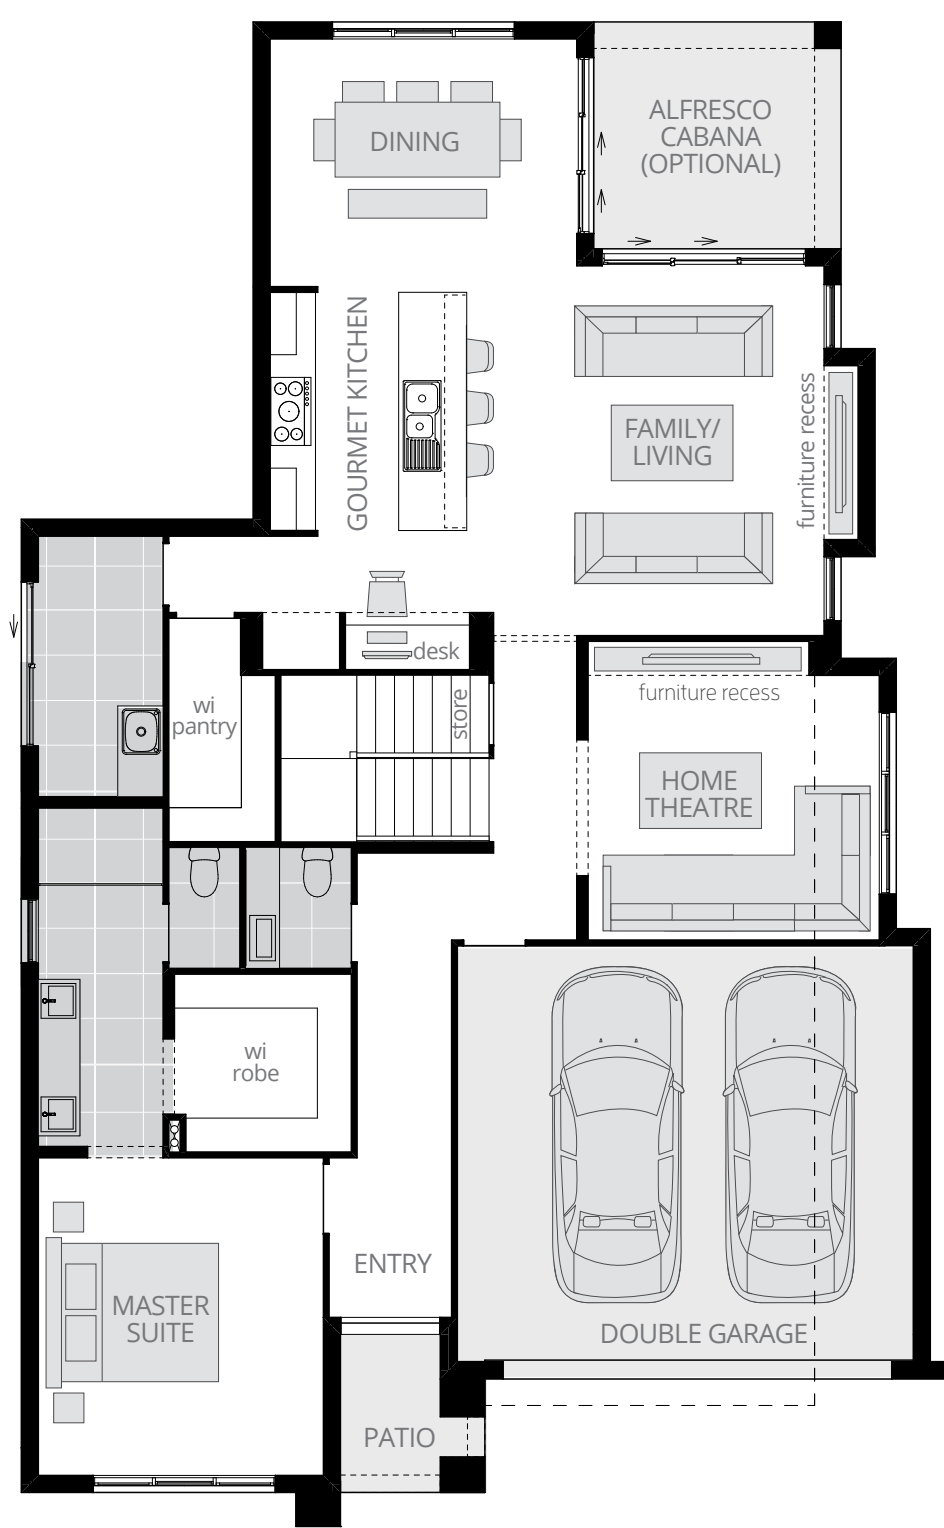 ALFRESCO
CABANA
(OPTIONAL)
DINING
GOURMET KITCHEN
FAMILY/
LIVING
furniture recess
desk
furniture recess
wi
pantry
store
HOME
THEATRE
wi
robe
ENTRY
MASTER
SUITE
DOUBLE GARAGE
PATIO